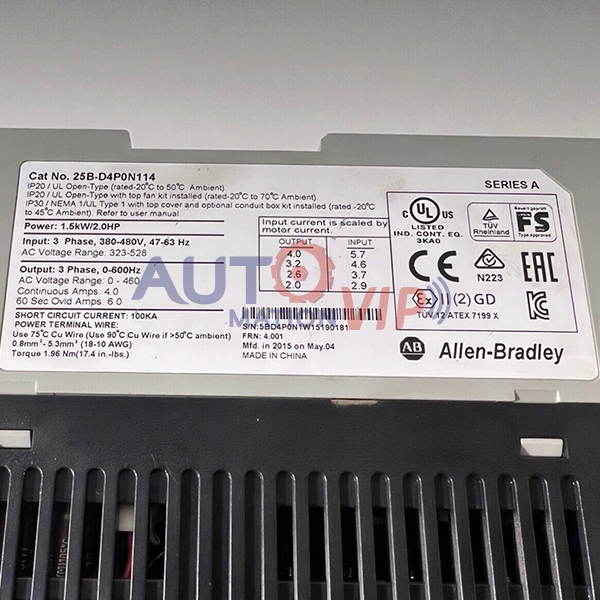 Cat No. 25B-D4P0N114
IP20 / UL Open-Type (rated-20°C to 50°C Ambient)
IP20 / UL Open-Type with top fan kit installed (rated -20°C to 70°C Ambient)
IP30 / NEMA 1/UL Type 1 with top cover and optional conduit box kit installed (rated -20°C
to 45°C Ambient). Refer to user manual.
SERIES A
Power: 1.5kW/2.0HP
Input: 3 Phase, 380-480V, 47-63 Hz
AC Voltage Range: 323-528
Output: 3 Phase, 0-600Hz
AC Voltage Range: 0 - 460
Continuous Amps: 4.0
60 Sec Ovld Amps: 6.0
SHORT CIRCUIT CURRENT: 100KA
POWER TERMINAL WIRE:
Use 75°C Cu Wire (Use 90°C Cu wire if >50°C ambient)
0.8mm² - 5.3mm² (18-10 AWG)
Torque 1.96 Nm(17.4 in.-lbs.)
Input current is scaled by
motor current.
OUTPUT INPUT
4.0 5.7
3.2 4.6
2.6 3.7
2.0 2.9
S/N:5BD4P0N1W15190181
FRN: 4.001
Mfd. in 2015 on May.04
MADE IN CHINA
C UL US
LISTED
IND. CONT. EQ.
3KA0
TÜV
Rheinland
FS
Type approved
CE
N223
EAC
Ex II (2) GD
TUV 12 ATEX 7199 X
AB Allen-Bradley
AUTO
MATION VIP